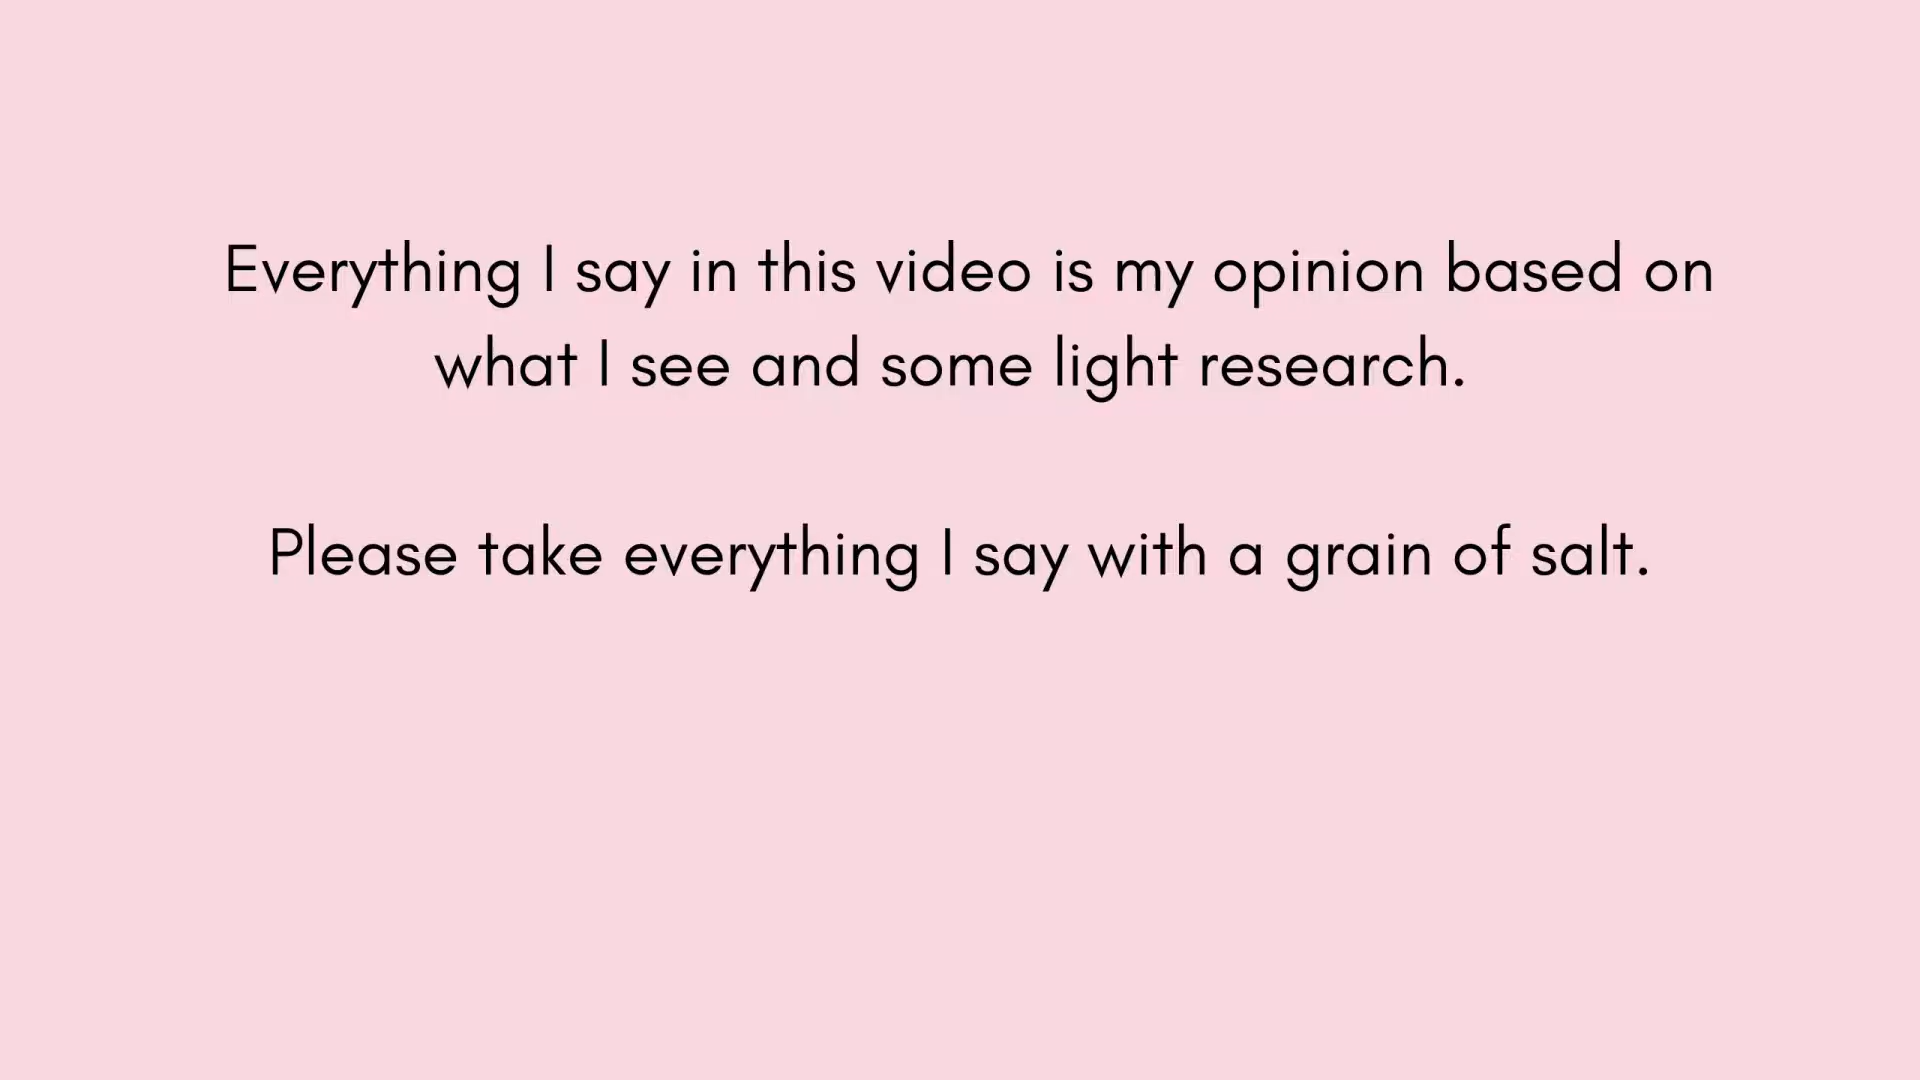 Everything I say in this video is my opinion based on
what I see and some light research.
Please take everything I say with a grain of salt.